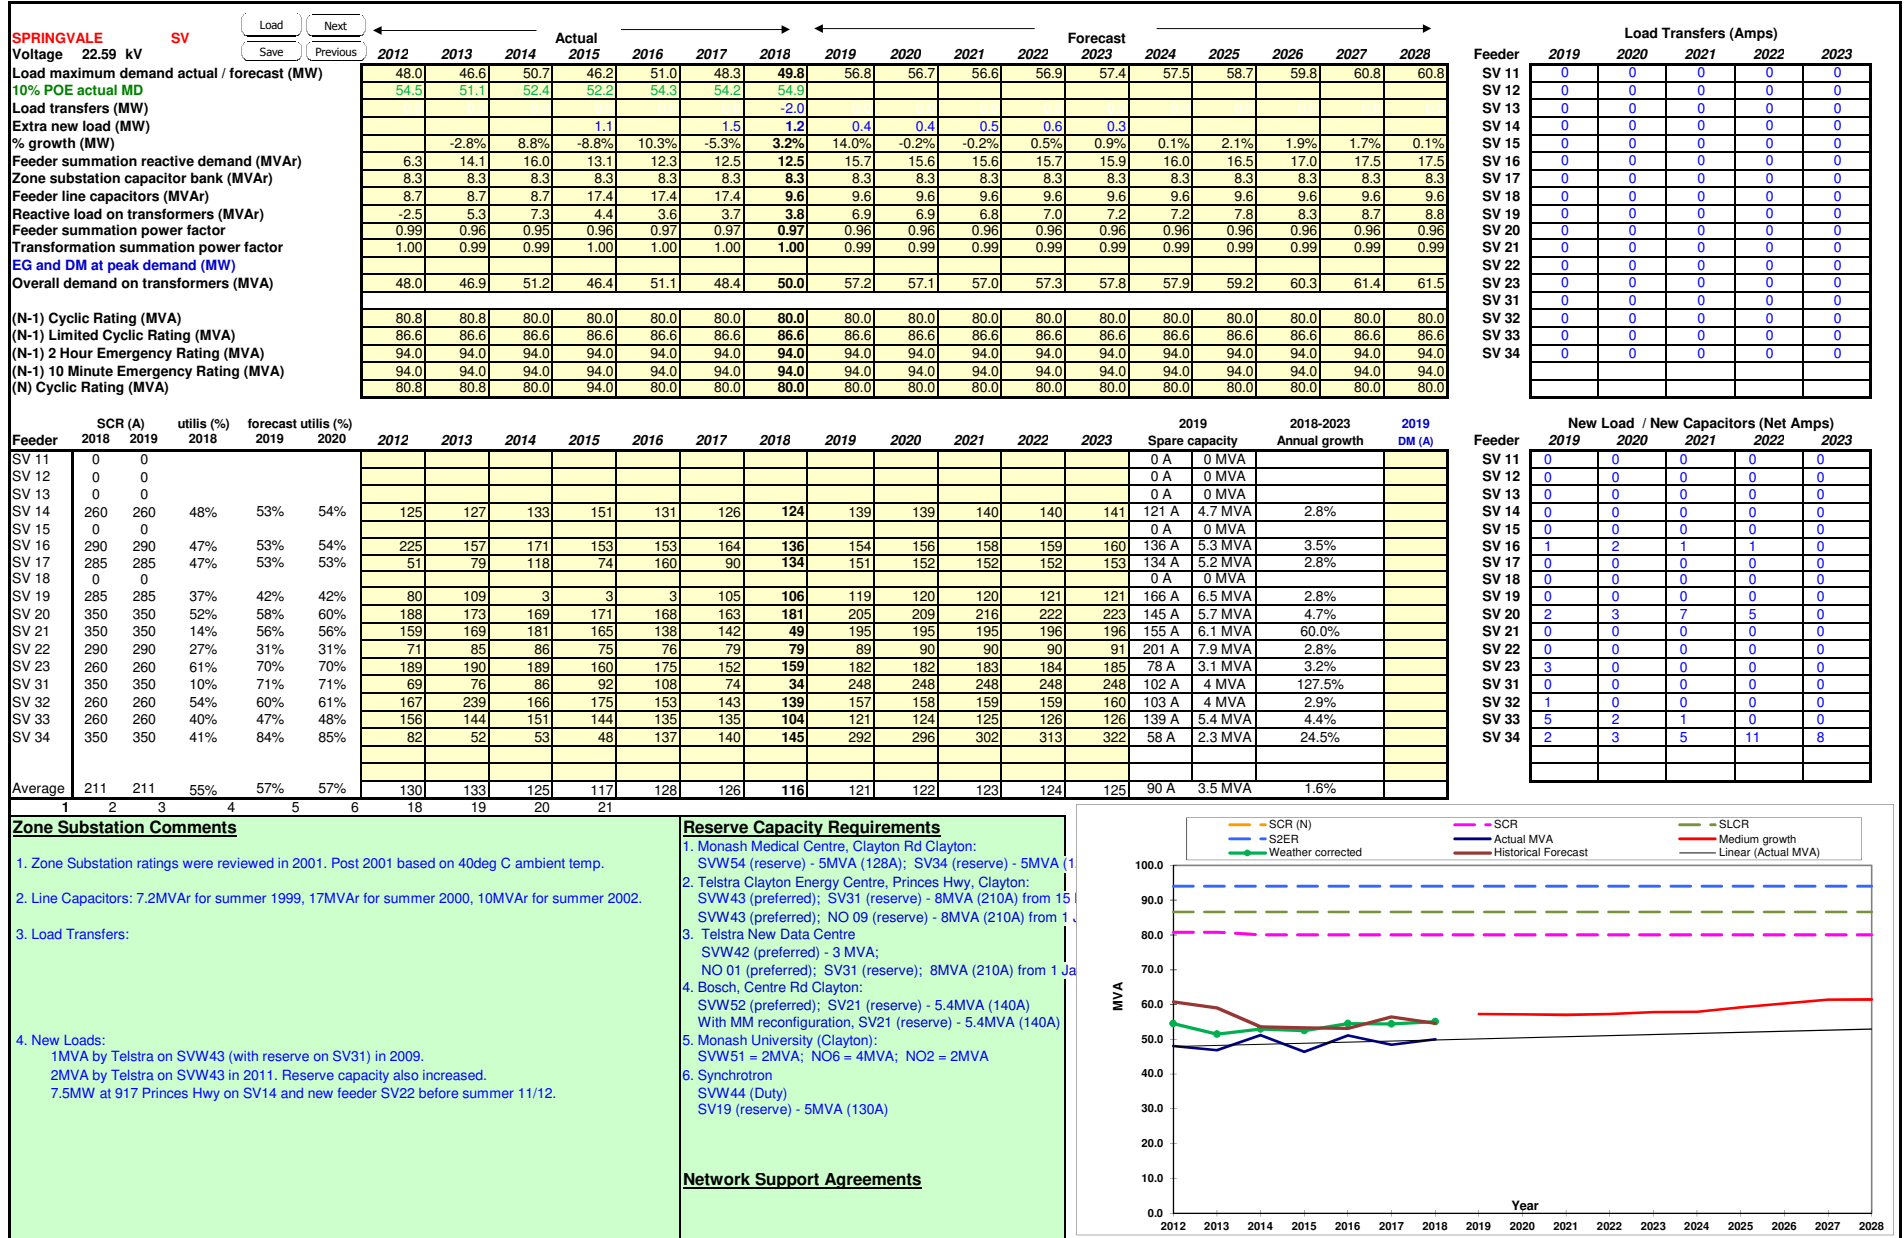 Load Next
Actual Forecast Load Transfers (Amps)
SPRINGVALE SV
Save Previous
Voltage 22.59 kV 2012 2013 2014 2015 2016 2017 2018 2019 2020 2021 2022 2023 2024 2025 2026 2027 2028 Feeder 2019 2020 2021 2022 2023
Load maximum demand actual / forecast (MW) 48.0 46.6 50.7 46.2 51.0 48.3 49.8 56.8 56.7 56.6 56.9 57.4 57.5 58.7 59.8 60.8 60.8 SV 11 0 0 0 0 0
10% POE actual MD 54.5 51.1 52.4 52.2 54.3 54.2 54.9 SV 12 0 0 0 0 0
Load transfers (MW) -2.0 SV 13 0 0 0 0 0
Extra new load (MW) 1.1 1.5 1.2 0.4 0.4 0.5 0.6 0.3 SV 14 0 0 0 0 0
% growth (MW) -2.8% 8.8% -8.8% 10.3% -5.3% 3.2% 14.0% -0.2% -0.2% 0.5% 0.9% 0.1% 2.1% 1.9% 1.7% 0.1% SV 15 0 0 0 0 0
Feeder summation reactive demand (MVAr) 6.3 14.1 16.0 13.1 12.3 12.5 12.5 15.7 15.6 15.6 15.7 15.9 16.0 16.5 17.0 17.5 17.5 SV 16 0 0 0 0 0
Zone substation capacitor bank (MVAr) 8.3 8.3 8.3 8.3 8.3 8.3 8.3 8.3 8.3 8.3 8.3 8.3 8.3 8.3 8.3 8.3 8.3 SV 17 0 0 0 0 0
Feeder line capacitors (MVAr) 8.7 8.7 8.7 17.4 17.4 17.4 9.6 9.6 9.6 9.6 9.6 9.6 9.6 9.6 9.6 9.6 9.6 SV 18 0 0 0 0 0
Reactive load on transformers (MVAr) -2.5 5.3 7.3 4.4 3.6 3.7 3.8 6.9 6.9 6.8 7.0 7.2 7.2 7.8 8.3 8.7 8.8 SV 19 0 0 0 0 0
Feeder summation power factor 0.99 0.96 0.95 0.96 0.97 0.97 0.97 0.96 0.96 0.96 0.96 0.96 0.96 0.96 0.96 0.96 0.96 SV 20 0 0 0 0 0
Transformation summation power factor 1.00 0.99 0.99 1.00 1.00 1.00 1.00 0.99 0.99 0.99 0.99 0.99 0.99 0.99 0.99 0.99 0.99 SV 21 0 0 0 0 0
EG and DM at peak demand (MW) SV 22 0 0 0 0 0
Overall demand on transformers (MVA) 48.0 46.9 51.2 46.4 51.1 48.4 50.0 57.2 57.1 57.0 57.3 57.8 57.9 59.2 60.3 61.4 61.5 SV 23 0 0 0 0 0
SV 31 0 0 0 0 0
(N-1) Cyclic Rating (MVA) 80.8 80.8 80.0 80.0 80.0 80.0 80.0 80.0 80.0 80.0 80.0 80.0 80.0 80.0 80.0 80.0 80.0 SV 32 0 0 0 0 0
(N-1) Limited Cyclic Rating (MVA) 86.6 86.6 86.6 86.6 86.6 86.6 86.6 86.6 86.6 86.6 86.6 86.6 86.6 86.6 86.6 86.6 86.6 SV 33 0 0 0 0 0
(N-1) 2 Hour Emergency Rating (MVA) 94.0 94.0 94.0 94.0 94.0 94.0 94.0 94.0 94.0 94.0 94.0 94.0 94.0 94.0 94.0 94.0 94.0 SV 34 0 0 0 0 0
(N-1) 10 Minute Emergency Rating (MVA) 94.0 94.0 94.0 94.0 94.0 94.0 94.0 94.0 94.0 94.0 94.0 94.0 94.0 94.0 94.0 94.0 94.0
(N) Cyclic Rating (MVA) 80.8 80.8 80.0 94.0 80.0 80.0 80.0 80.0 80.0 80.0 80.0 80.0 80.0 80.0 80.0 80.0 80.0
SCR (A) utilis (%) forecast utilis (%) 2019 2018-2023 2019 New Load / New Capacitors (Net Amps)
Feeder 2018 2019 2018 2019 2020 2012 2013 2014 2015 2016 2017 2018 2019 2020 2021 2022 2023 Spare capacity Annual growth DM (A) Feeder 2019 2020 2021 2022 2023
SV 11 0 0 0 A 0 MVA SV 11 0 0 0 0 0
SV 12 0 0 0 A 0 MVA SV 12 0 0 0 0 0
SV 13 0 0 0 A 0 MVA SV 13 0 0 0 0 0
SV 14 260 260 48% 53% 54% 125 127 133 151 131 126 124 139 139 140 140 141 121 A 4.7 MVA 2.8% SV 14 0 0 0 0 0
SV 15 0 0 0 A 0 MVA SV 15 0 0 0 0 0
SV 16 290 290 47% 53% 54% 225 157 171 153 153 164 136 154 156 158 159 160 136 A 5.3 MVA 3.5% SV 16 1 2 1 1 0
SV 17 285 285 47% 53% 53% 51 79 118 74 160 90 134 151 152 152 152 153 134 A 5.2 MVA 2.8% SV 17 0 0 0 0 0
SV 18 0 0 0 A 0 MVA SV 18 0 0 0 0 0
SV 19 285 285 37% 42% 42% 80 109 3 3 3 105 106 119 120 120 121 121 166 A 6.5 MVA 2.8% SV 19 0 0 0 0 0
SV 20 350 350 52% 58% 60% 188 173 169 171 168 163 181 205 209 216 222 223 145 A 5.7 MVA 4.7% SV 20 2 3 7 5 0
SV 21 350 350 14% 56% 56% 159 169 181 165 138 142 49 195 195 195 196 196 155 A 6.1 MVA 60.0% SV 21 0 0 0 0 0
SV 22 290 290 27% 31% 31% 71 85 86 75 76 79 79 89 90 90 90 91 201 A 7.9 MVA 2.8% SV 22 0 0 0 0 0
SV 23 260 260 61% 70% 70% 189 190 189 160 175 152 159 182 182 183 184 185 78 A 3.1 MVA 3.2% SV 23 3 0 0 0 0
SV 31 350 350 10% 71% 71% 69 76 86 92 108 74 34 248 248 248 248 248 102 A 4 MVA 127.5% SV 31 0 0 0 0 0
SV 32 260 260 54% 60% 61% 167 239 166 175 153 143 139 157 158 159 159 160 103 A 4 MVA 2.9% SV 32 1 0 0 0 0
SV 33 260 260 40% 47% 48% 156 144 151 144 135 135 104 121 124 125 126 126 139 A 5.4 MVA 4.4% SV 33 5 2 1 0 0
SV 34 350 350 41% 84% 85% 82 52 53 48 137 140 145 292 296 302 313 322 58 A 2.3 MVA 24.5% SV 34 2 3 5 11 8
Average 211 211 55% 57% 57% 130 133 125 117 128 126 116 121 122 123 124 125 90 A 3.5 MVA 1.6%
1 2 3 4 5 6 18 19 20 21
Zone Substation Comments
1. Zone Substation ratings were reviewed in 2001. Post 2001 based on 40deg C ambient temp.
2. Line Capacitors: 7.2MVAr for summer 1999, 17MVAr for summer 2000, 10MVAr for summer 2002.
3. Load Transfers:
4. New Loads:
1MVA by Telstra on SVW43 (with reserve on SV31) in 2009.
2MVA by Telstra on SVW43 in 2011. Reserve capacity also increased.
7.5MW at 917 Princes Hwy on SV14 and new feeder SV22 before summer 11/12.
Reserve Capacity Requirements
1. Monash Medical Centre, Clayton Rd Clayton:
SVW54 (reserve) - 5MVA (128A); SV34 (reserve) - 5MVA
2. Telstra Clayton Energy Centre, Princes Hwy, Clayton:
SVW43 (preferred); SV31 (reserve) - 8MVA (210A) from 15
SVW43 (preferred); NO 09 (reserve) - 8MVA (210A) from 1
3. Telstra New Data Centre
SVW42 (preferred) - 3 MVA;
NO 01 (preferred); SV31 (reserve); 8MVA (210A) from 1 Ja
4. Bosch, Centre Rd Clayton:
SVW52 (preferred); SV21 (reserve) - 5.4MVA (140A)
With MM reconfiguration, SV21 (reserve) - 5.4MVA (140A)
5. Monash University (Clayton):
SVW51 = 2MVA; NO6 = 4MVA; NO2 = 2MVA
6. Synchrotron
SVW44 (Duty)
SV19 (reserve) - 5MVA (130A)
Network Support Agreements
SCR (N) SCR SLCR
S2ER Actual MVA Medium growth
Weather corrected Historical Forecast Linear (Actual MVA)
100.0
90.0
80.0
70.0
60.0
50.0
40.0
30.0
20.0
10.0
0.0
MVA
Year
2012 2013 2014 2015 2016 2017 2018 2019 2020 2021 2022 2023 2024 2025 2026 2027 2028